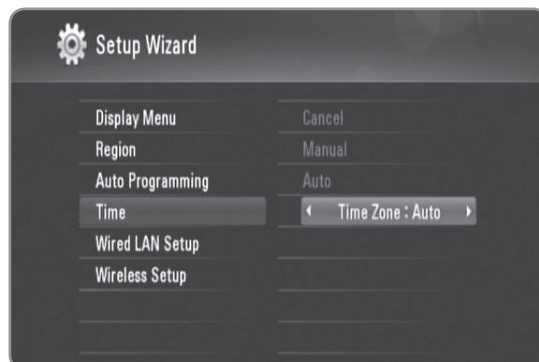 Setup Wizard
Display Menu Cancel
Region Manual
Auto Programming Auto
Time Time Zone : Auto
Wired LAN Setup
Wireless Setup